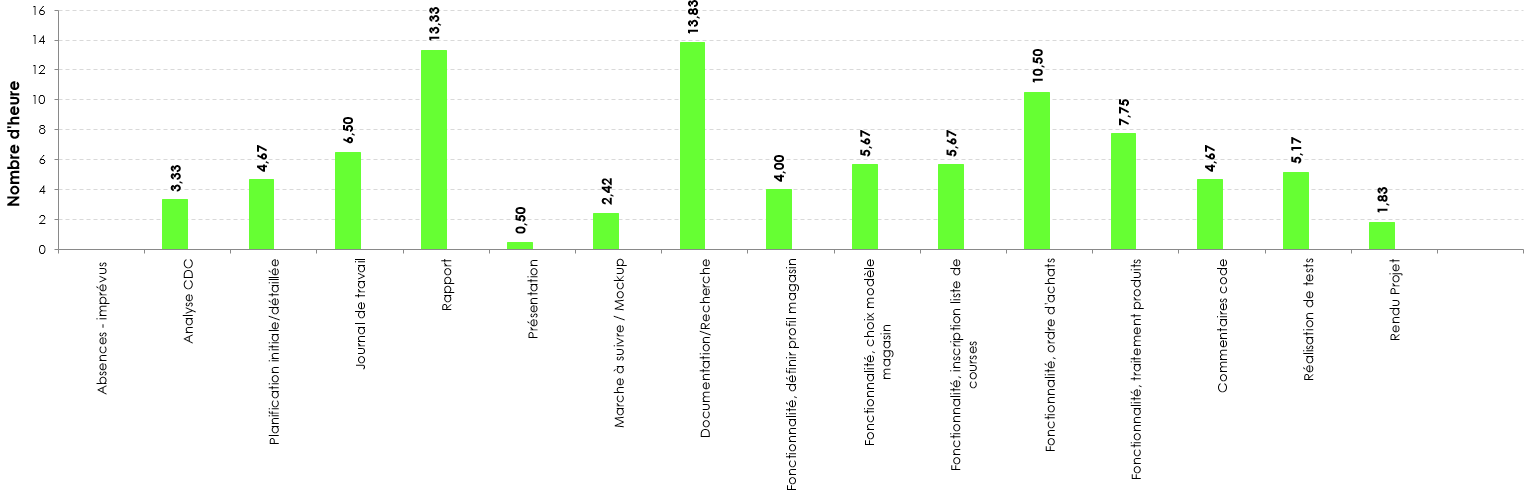 Nombre d'heure
16
14
12
10
8
6
4
2
0
3,33
4,67
6,50
13,33
0,50
2,42
13,83
4,00
5,67
5,67
10,50
7,75
4,67
5,17
1,83
Absences - imprévus
Analyse CDC
Planification initiale/détaillée
Journal de travail
Rapport
Présentation
Marche à suivre / Mockup
Documentation/Recherche
Fonctionnalité, définir profil magasin
Fonctionnalité, choix modèle
magasin
Fonctionnalité, inscription liste de
courses
Fonctionnalité, ordre d'achats
Fonctionnalité, traitement produits
Commentaires code
Réalisation de tests
Rendu Projet